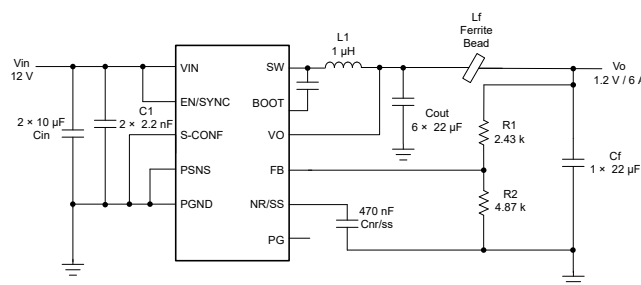 Lf
Ferrite
Bead
L1
1 µH
Vin
12 V
VIN
SW
Vo
1.2 V / 6 A
EN/SYNC
BOOT
C1
2 × 2.2 nF
2 × 10 µF
Cin
Cout
6 × 22 µF
R1
2.43 k
S-CONF
VO
PSNS
FB
Cf
1 × 22 µF
PGND
NR/SS
470 nF
Cnr/ss
R2
4.87 k
PG